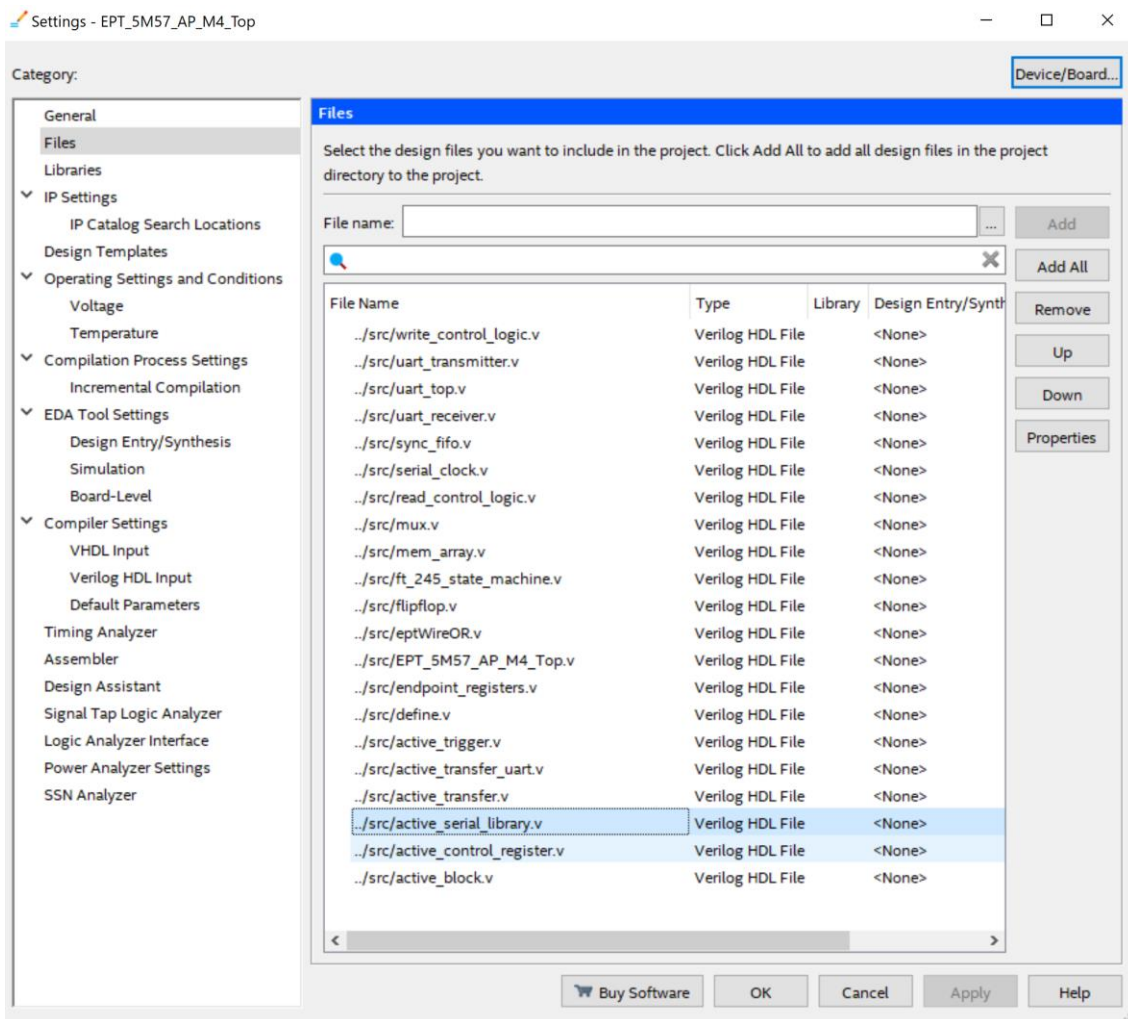 Settings - EPT_5M57_AP_M4_Top
Category:
Device/Board...
General
Files
Libraries
IP Settings
IP Catalog Search Locations
Design Templates
Operating Settings and Conditions
Voltage
Temperature
Compilation Process Settings
Incremental Compilation
EDA Tool Settings
Design Entry/Synthesis
Simulation
Board-Level
Compiler Settings
VHDL Input
Verilog HDL Input
Default Parameters
Timing Analyzer
Assembler
Design Assistant
Signal Tap Logic Analyzer
Logic Analyzer Interface
Power Analyzer Settings
SSN Analyzer
Files
Select the design files you want to include in the project. Click Add All to add all design files in the project
directory to the project.
File name: ... Add
Add All
Remove
Up
Down
Properties
File Name Type Library Design Entry/Synth
../src/write_control_logic.v Verilog HDL File <None>
../src/uart_transmitter.v Verilog HDL File <None>
../src/uart_top.v Verilog HDL File <None>
../src/uart_receiver.v Verilog HDL File <None>
../src/sync_fifo.v Verilog HDL File <None>
../src/serial_clock.v Verilog HDL File <None>
../src/read_control_logic.v Verilog HDL File <None>
../src/mux.v Verilog HDL File <None>
../src/mem_array.v Verilog HDL File <None>
../src/ft_245_state_machine.v Verilog HDL File <None>
../src/flipflop.v Verilog HDL File <None>
../src/eptWireOR.v Verilog HDL File <None>
../src/EPT_5M57_AP_M4_Top.v Verilog HDL File <None>
../src/endpoint_registers.v Verilog HDL File <None>
../src/define.v Verilog HDL File <None>
../src/active_trigger.v Verilog HDL File <None>
../src/active_transfer_uart.v Verilog HDL File <None>
../src/active_transfer.v Verilog HDL File <None>
../src/active_serial_library.v Verilog HDL File <None>
../src/active_control_register.v Verilog HDL File <None>
../src/active_block.v Verilog HDL File <None>
Buy Software OK Cancel Apply Help